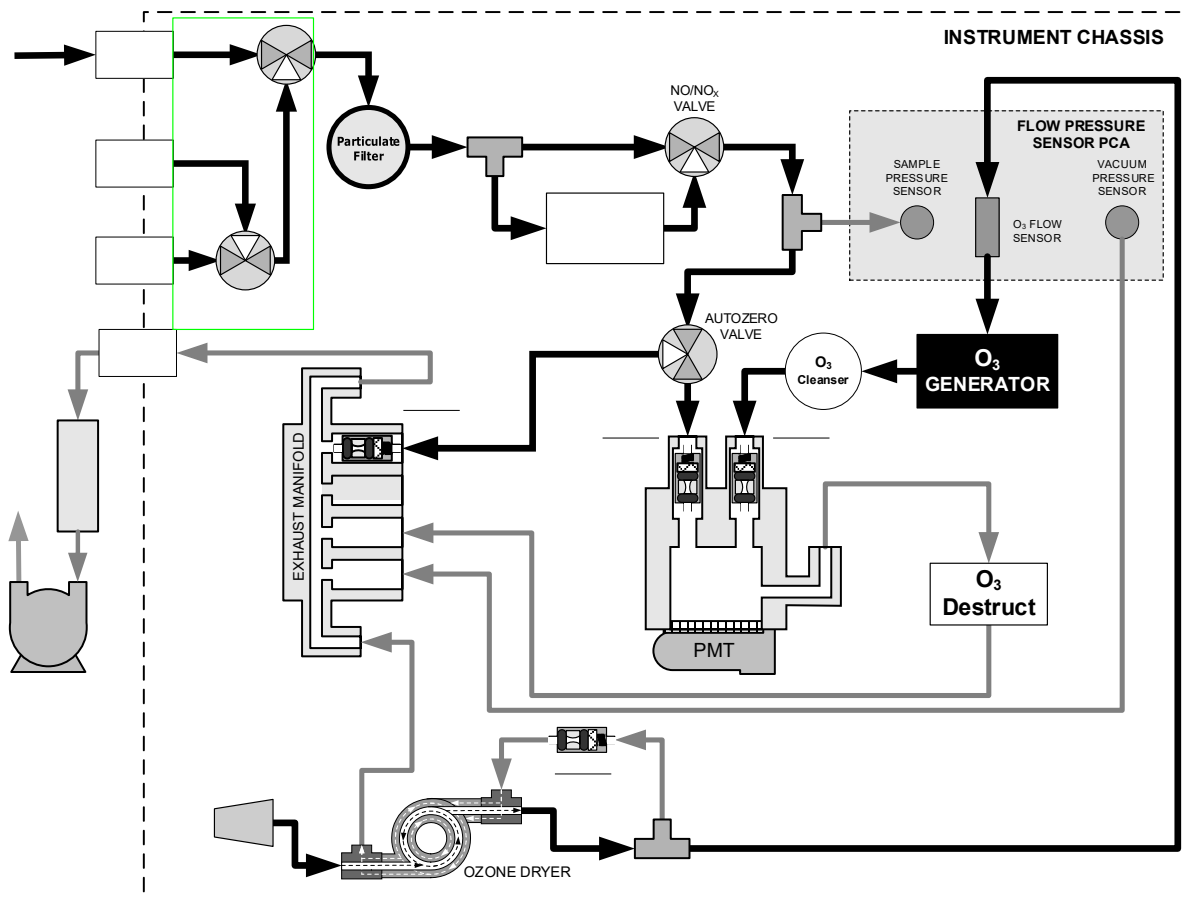 INSTRUMENT CHASSIS
NO/NOX
VALVE
FLOW PRESSURE
SENSOR PCA
Particulate
Filter
SAMPLE
PRESSURE
SENSOR
VACUUM
PRESSURE
SENSOR
O3 FLOW
SENSOR
AUTOZERO
VALVE
O3
Cleanser
O3
GENERATOR
EXHAUST MANIFOLD
O3
Destruct
PMT
OZONE DRYER